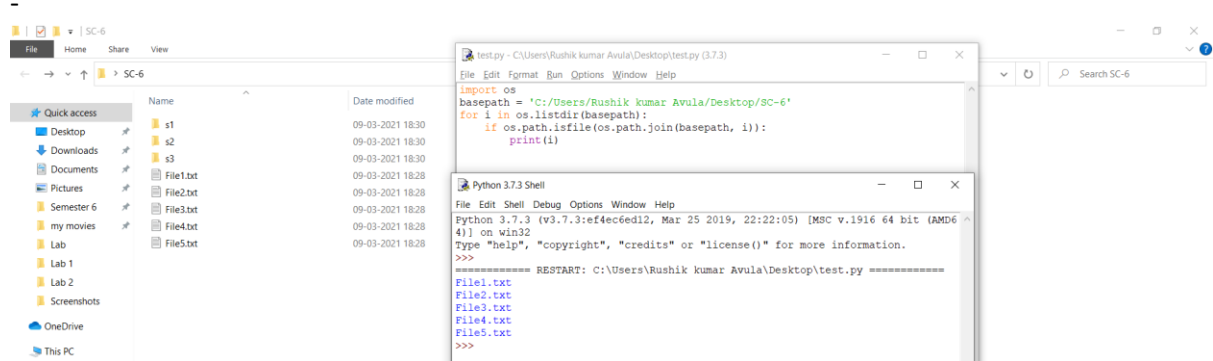 -
SC-6
File Home Share View
SC-6
Search SC-6
Quick access
Desktop
Downloads
Documents
Pictures
Semester 6
my movies
Lab
Lab 1
Lab 2
Screenshots
OneDrive
This PC
Name Date modified
s1 09-03-2021 18:30
s2 09-03-2021 18:30
s3 09-03-2021 18:30
File1.txt 09-03-2021 18:28
File2.txt 09-03-2021 18:28
File3.txt 09-03-2021 18:28
File4.txt 09-03-2021 18:28
File5.txt 09-03-2021 18:28
test.py - C:\Users\Rushik kumar Avula\Desktop\test.py (3.7.3)
File Edit Format Run Options Window Help
import os
basepath = 'C:/Users/Rushik kumar Avula/Desktop/SC-6'
for i in os.listdir(basepath):
    if os.path.isfile(os.path.join(basepath, i)):
        print(i)
Python 3.7.3 Shell
File Edit Shell Debug Options Window Help
Python 3.7.3 (v3.7.3:ef4ec6ed12, Mar 25 2019, 22:22:05) [MSC v.1916 64 bit (AMD6
4)] on win32
Type "help", "copyright", "credits" or "license()" for more information.
>>>
============ RESTART: C:\Users\Rushik kumar Avula\Desktop\test.py ============
File1.txt
File2.txt
File3.txt
File4.txt
File5.txt
>>>